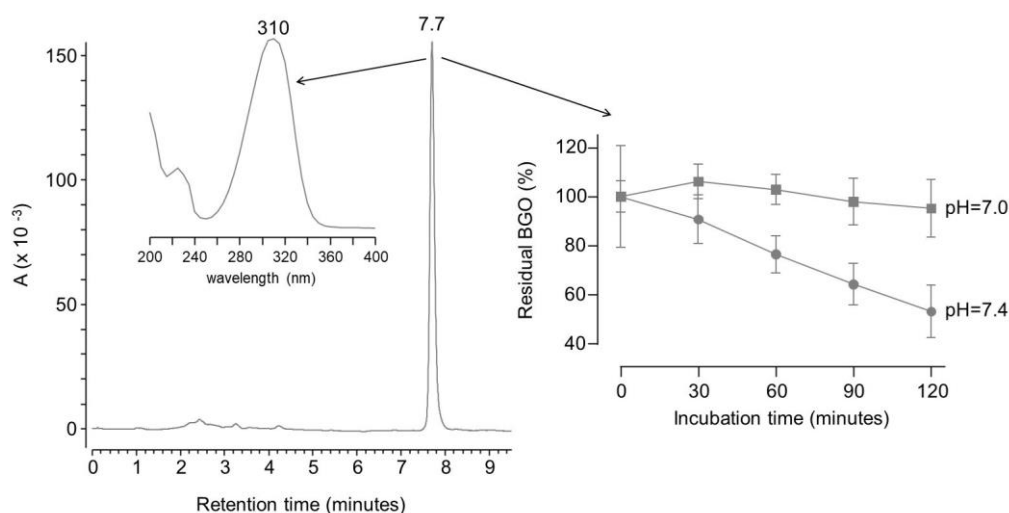 310
7.7
150
100
50
0
A (x 10 -3)
200 240 280 320 360 400
wavelength (nm)
0 1 2 3 4 5 6 7 8 9
Retention time (minutes)
120
100
80
60
40
Residual BGO (%)
pH=7.0
pH=7.4
0 30 60 90 120
Incubation time (minutes)